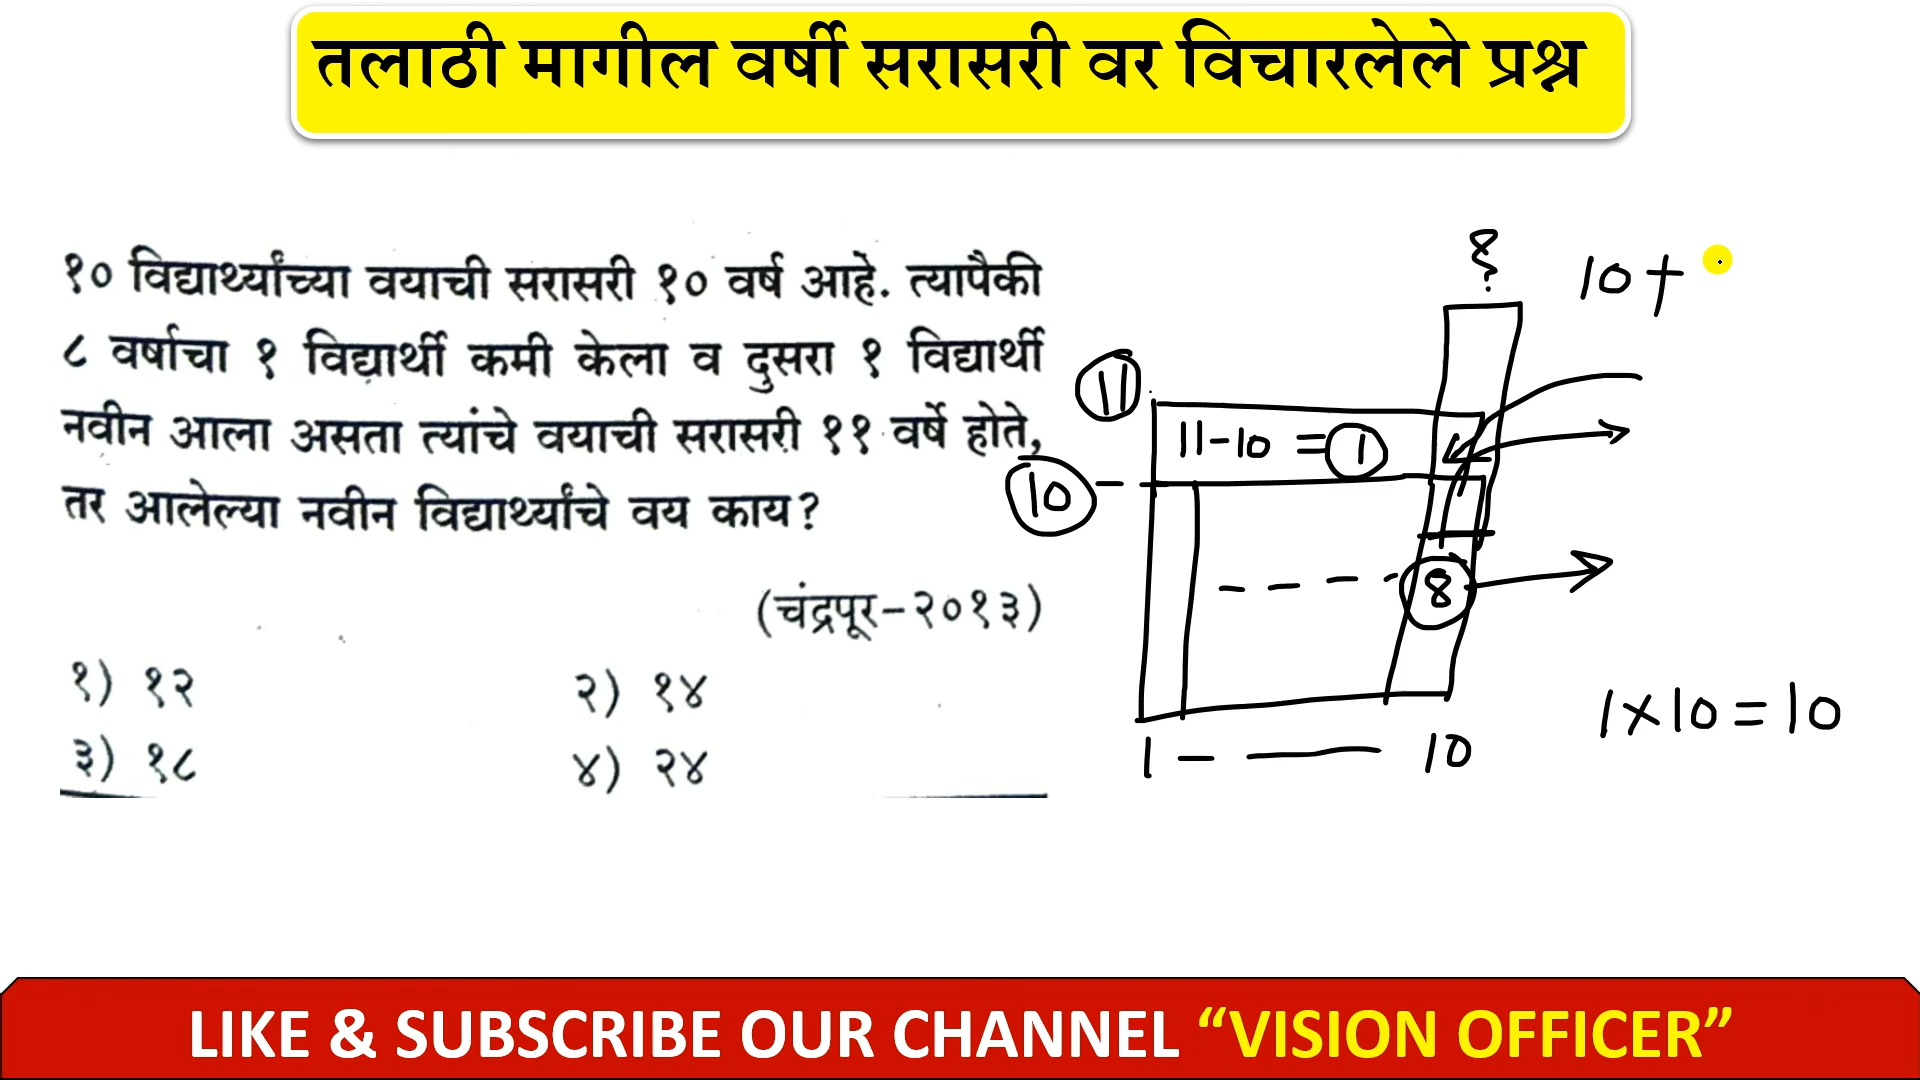 तलाठी मागील वर्षी सरासरी वर विचारलेले प्रश्न
१० विद्यार्थ्यांच्या वयाची सरासरी १० वर्ष आहे. त्यापैकी
८ वर्षाचा १ विद्यार्थी कमी केला व दुसरा १ विद्यार्थी
नवीन आला असता त्यांचे वयाची सरासरी ११ वर्षे होते,
तर आलेल्या नवीन विद्यार्थ्यांचे वय काय?
(चंद्रपूर-२०१३)
१) १२
२) १४
३) १८
४) २४
?
10 +
11
11-10 = 1
10 -
8
1 - — 10
1 × 10 = 10
LIKE & SUBSCRIBE OUR CHANNEL “VISION OFFICER”